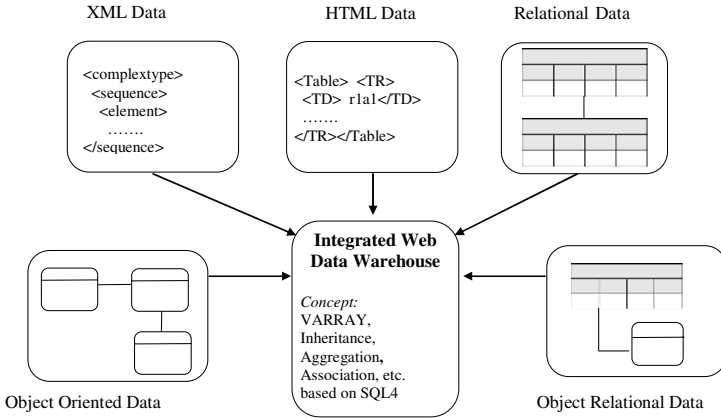 XML Data
HTML Data
Relational Data
<complextype>
<sequence>
<element>
…….
</sequence>
<Table> <TR>
<TD> r1a1</TD>
…….
</TR></Table>
Integrated Web
Data Warehouse
Concept:
VARRAY,
Inheritance,
Aggregation,
Association, etc.
based on SQL4
Object Oriented Data
Object Relational Data